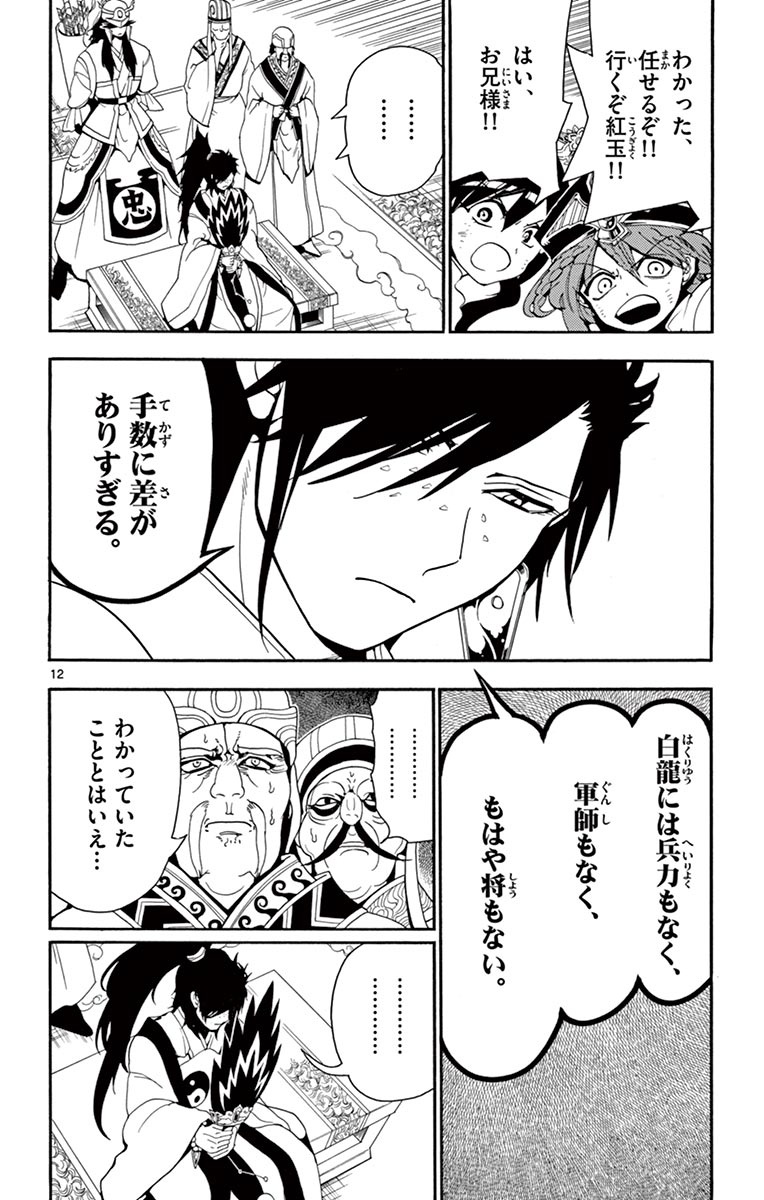 わかった、
任せるぞ!!
行くぞ紅玉!!
はい、
お兄様!!
………
………
忠
手数に差が
ありすぎる。
12
白龍には兵力もなく、
軍師もなく、
もはや将もない。
………
………
わかっていた
こととはいえ…
………
………